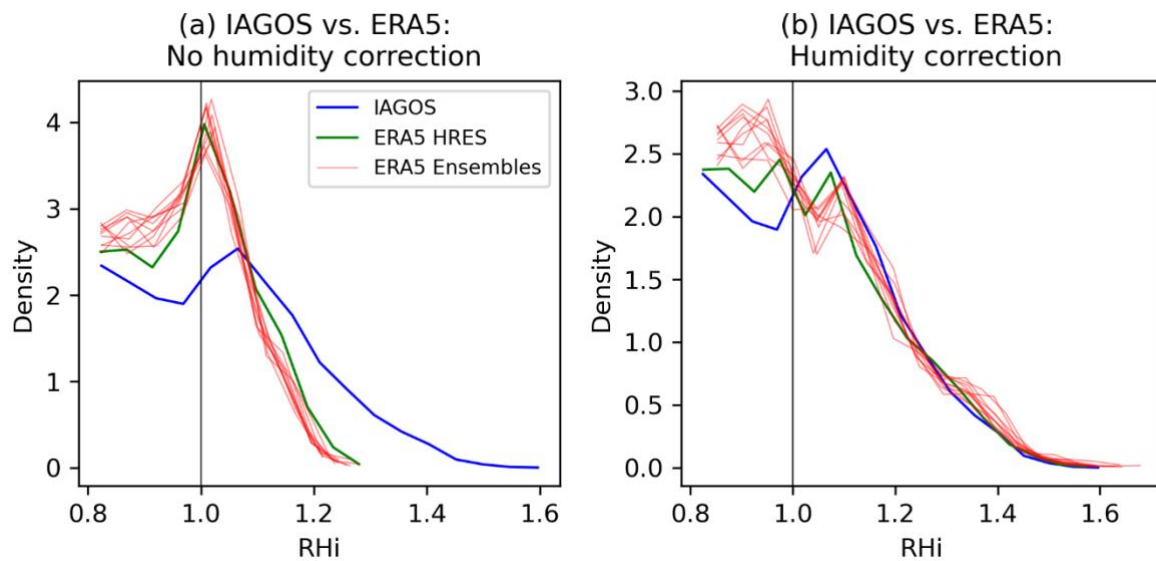 (a) IAGOS vs. ERA5:
No humidity correction
Density
4
3
2
1
0
IAGOS
ERA5 HRES
ERA5 Ensembles
0.8 1.0 1.2 1.4 1.6
RHi
(b) IAGOS vs. ERA5:
Humidity correction
Density
3.0
2.5
2.0
1.5
1.0
0.5
0.0
0.8 1.0 1.2 1.4 1.6
RHi